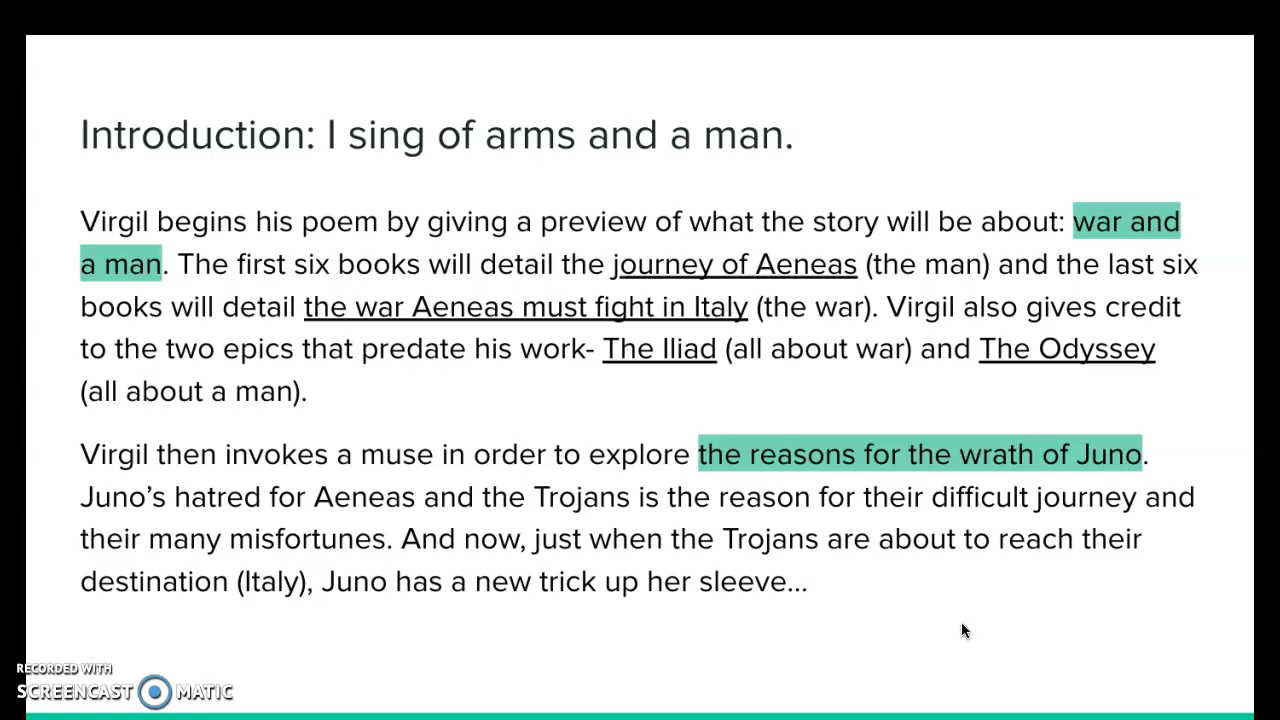 Introduction: I sing of arms and a man.
Virgil begins his poem by giving a preview of what the story will be about: war and
a man. The first six books will detail the journey of Aeneas (the man) and the last six
books will detail the war Aeneas must fight in Italy (the war). Virgil also gives credit
to the two epics that predate his work- The Iliad (all about war) and The Odyssey
(all about a man).
Virgil then invokes a muse in order to explore the reasons for the wrath of Juno.
Juno’s hatred for Aeneas and the Trojans is the reason for their difficult journey and
their many misfortunes. And now, just when the Trojans are about to reach their
destination (Italy), Juno has a new trick up her sleeve...
RECORDED WITH
SCREENCAST MATIC